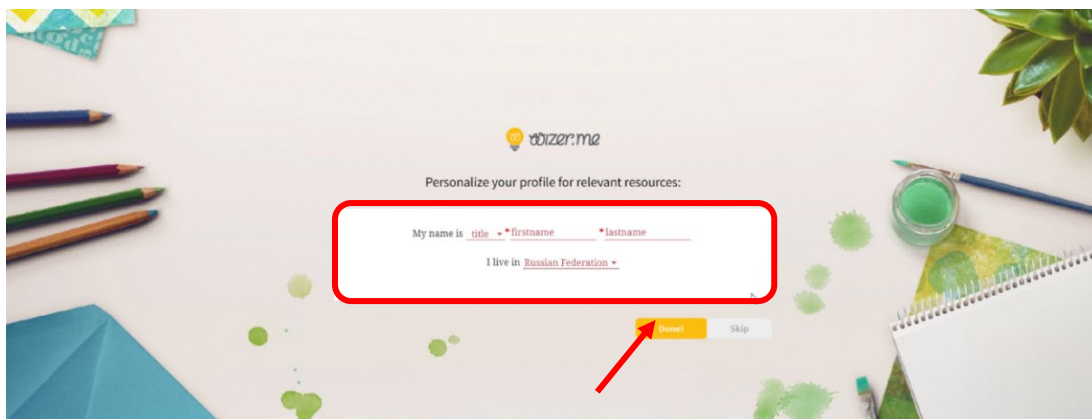 wizer.me
Personalize your profile for relevant resources:
My name is title *firstname *lastname
I live in Russian Federation
Done! Skip